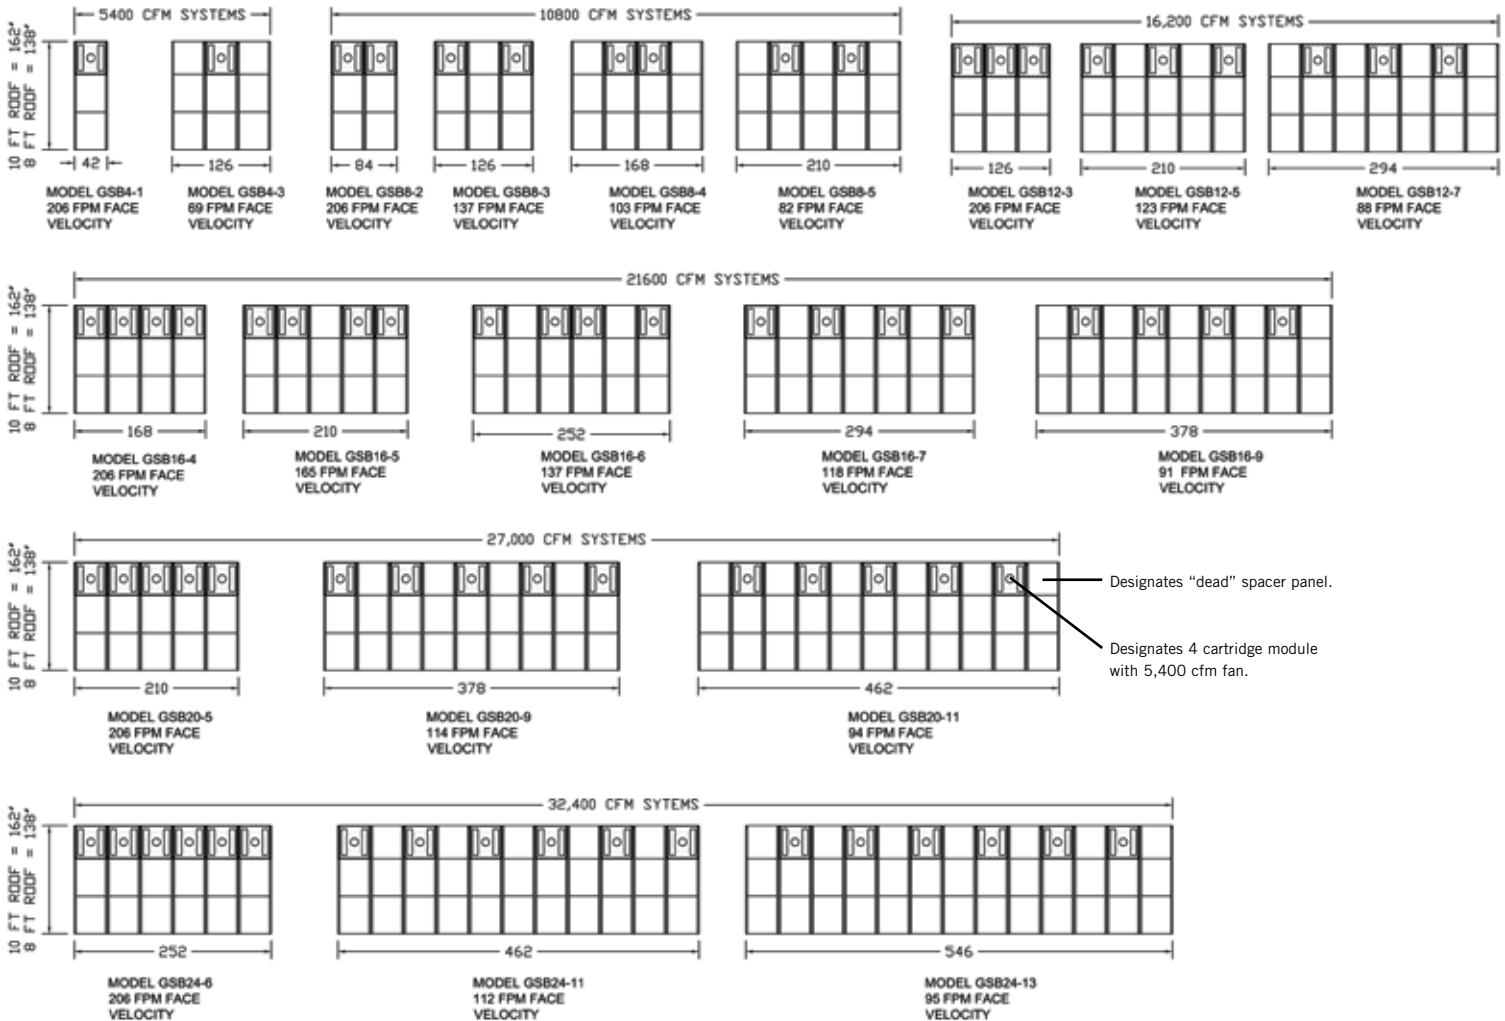 5400 CFM SYSTEMS
10800 CFM SYSTEMS
16,200 CFM SYSTEMS
10 FT ROOF = 162"
8 FT ROOF = 138"
42
126
84
126
168
210
126
210
294
MODEL GSB4-1
206 FPM FACE
VELOCITY
MODEL GSB4-3
69 FPM FACE
VELOCITY
MODEL GSB8-2
206 FPM FACE
VELOCITY
MODEL GSB8-3
137 FPM FACE
VELOCITY
MODEL GSB8-4
103 FPM FACE
VELOCITY
MODEL GSB8-5
82 FPM FACE
VELOCITY
MODEL GSB12-3
206 FPM FACE
VELOCITY
MODEL GSB12-5
123 FPM FACE
VELOCITY
MODEL GSB12-7
88 FPM FACE
VELOCITY
21600 CFM SYSTEMS
10 FT ROOF = 162"
8 FT ROOF = 138"
168
210
252
294
378
MODEL GSB16-4
206 FPM FACE
VELOCITY
MODEL GSB16-5
165 FPM FACE
VELOCITY
MODEL GSB16-6
137 FPM FACE
VELOCITY
MODEL GSB16-7
118 FPM FACE
VELOCITY
MODEL GSB16-9
91 FPM FACE
VELOCITY
27,000 CFM SYSTEMS
10 FT ROOF = 162"
8 FT ROOF = 138"
Designates “dead” spacer panel.
Designates 4 cartridge module
with 5,400 cfm fan.
210
378
462
MODEL GSB20-5
206 FPM FACE
VELOCITY
MODEL GSB20-9
114 FPM FACE
VELOCITY
MODEL GSB20-11
94 FPM FACE
VELOCITY
32,400 CFM SYTEMS
10 FT ROOF = 162"
8 FT ROOF = 138"
252
462
546
MODEL GSB24-6
206 FPM FACE
VELOCITY
MODEL GSB24-11
112 FPM FACE
VELOCITY
MODEL GSB24-13
95 FPM FACE
VELOCITY